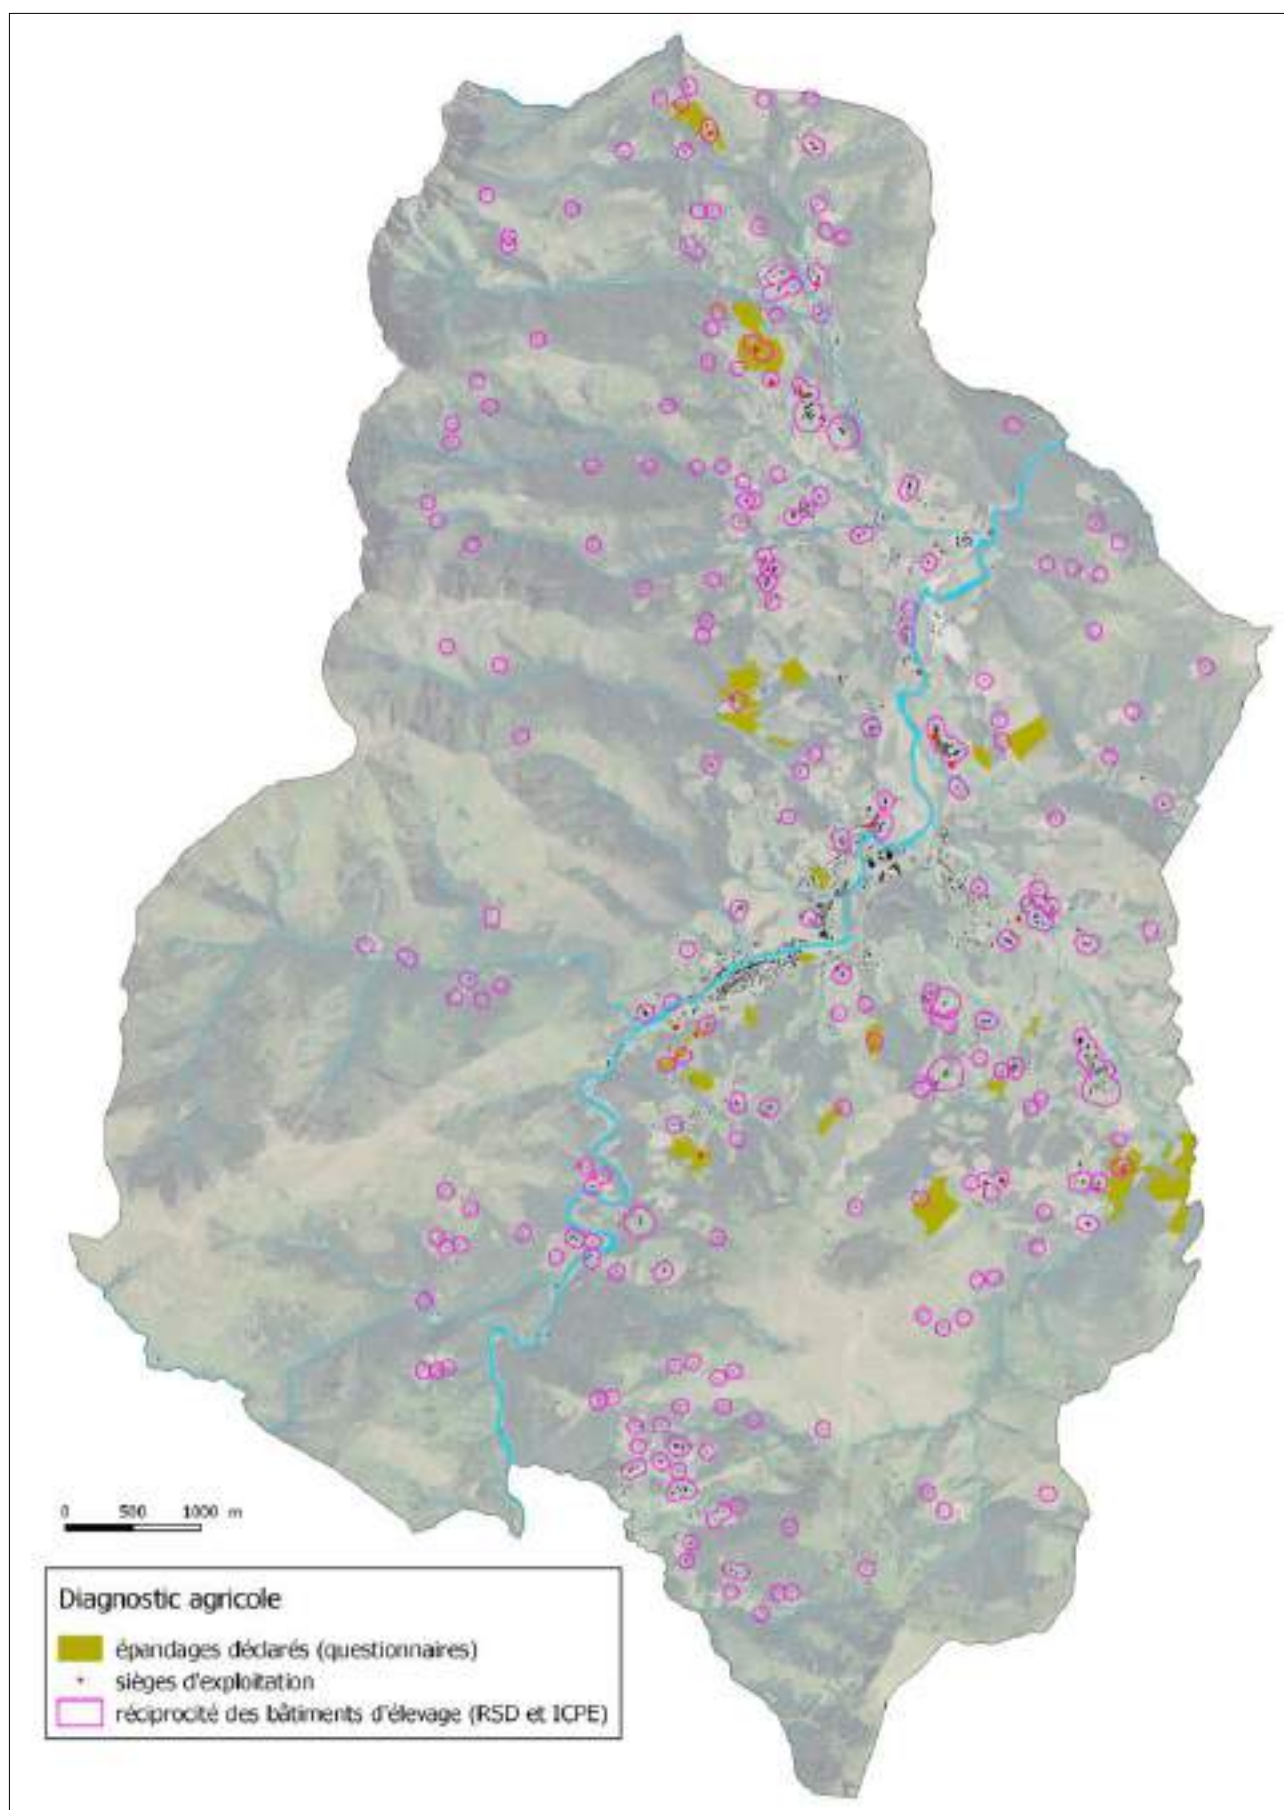 0 500 1000 m
Diagnostic agricole
épandages déclarés (questionnaires)
sièges d'exploitation
réciprocité des bâtiments d'élevage (RSD et ICPE)